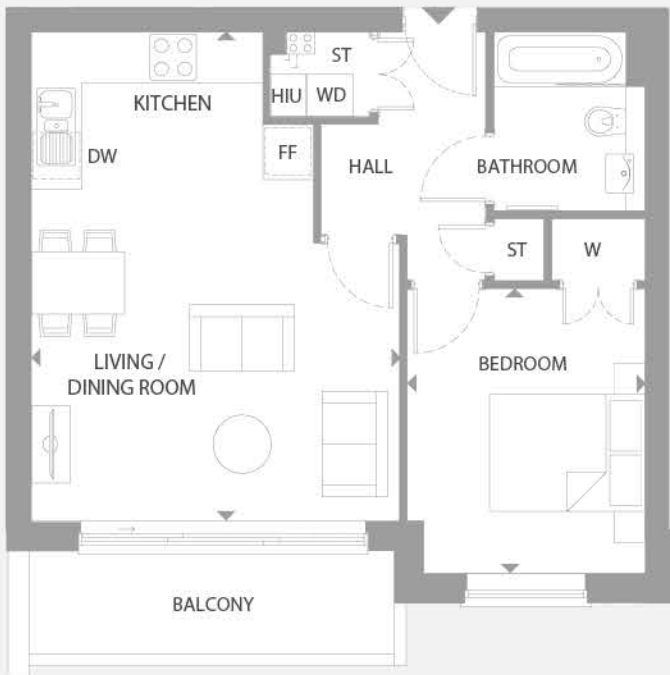 ST
KITCHEN
HIU
WD
DW
FF
HALL
BATHROOM
ST
W
LIVING /
DINING ROOM
BEDROOM
BALCONY